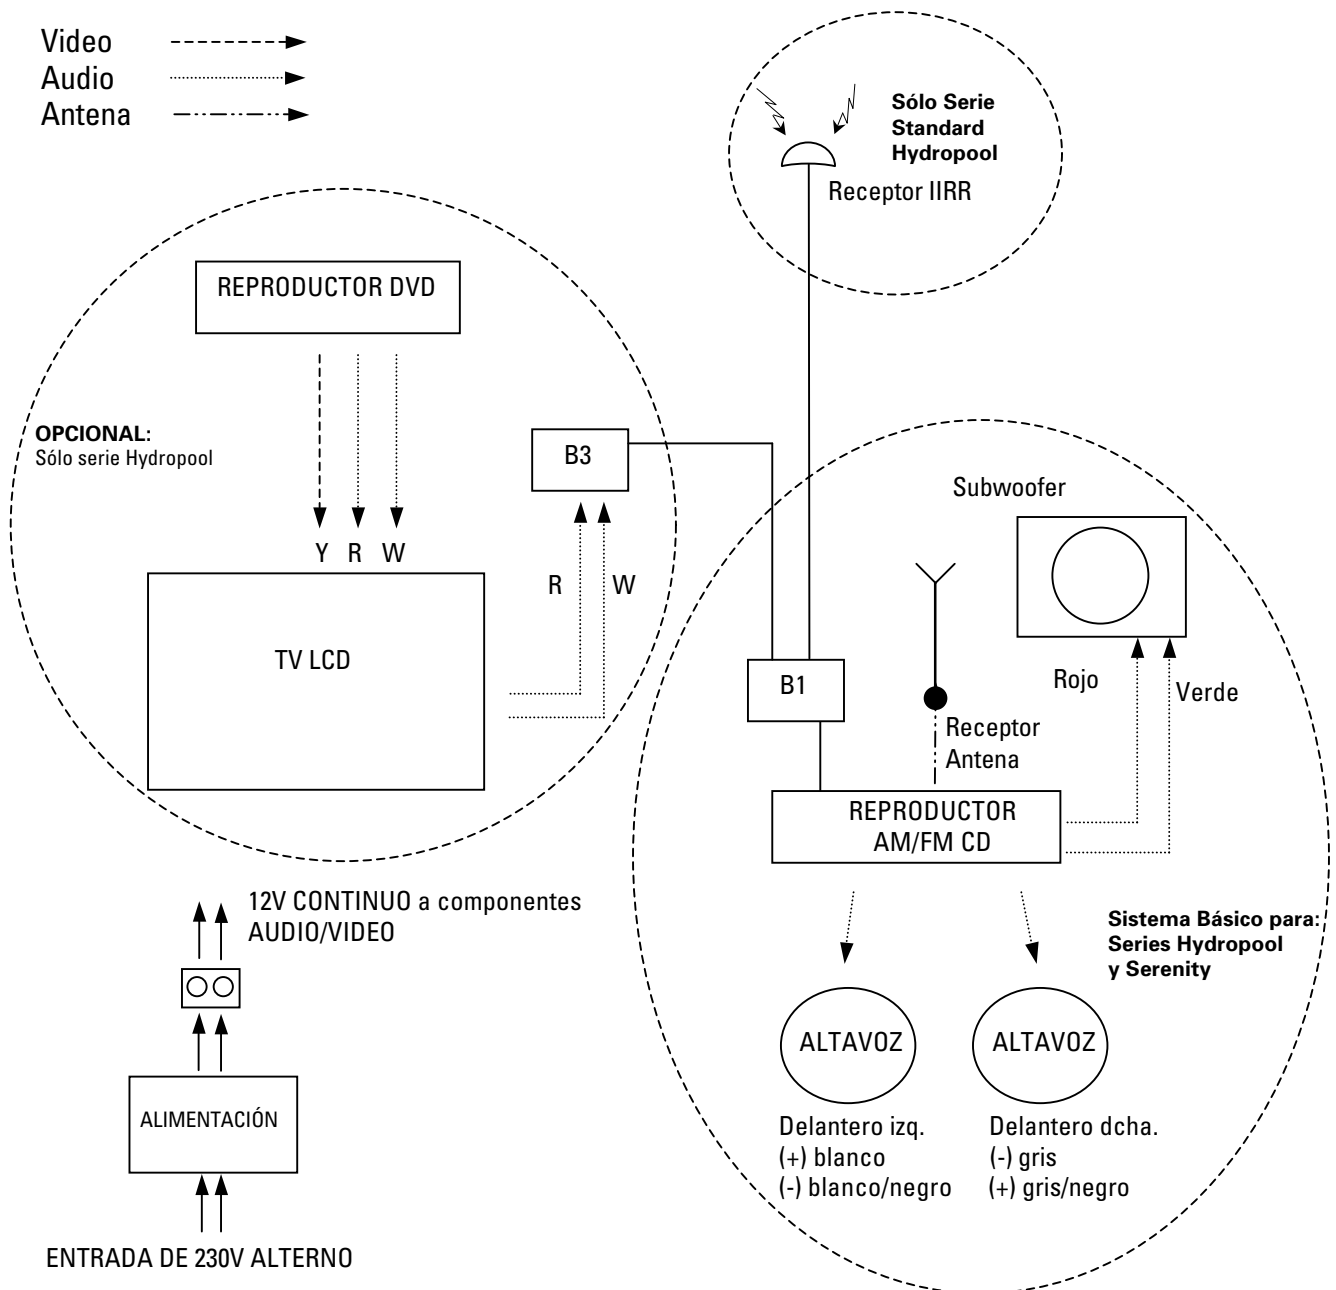 Video
Audio
Antena
Sólo Serie
Standard
Hydropool
Receptor IIRR
REPRODUCTOR DVD
OPCIONAL:
Sólo serie Hydropool
Y R W
B3
R W
TV LCD
Subwoofer
Rojo
Verde
B1
Receptor
Antena
REPRODUCTOR
AM/FM CD
12V CONTINUO a componentes
AUDIO/VIDEO
Sistema Básico para:
Series Hydropool
y Serenity
ALIMENTACIÓN
ENTRADA DE 230V ALTERNO
ALTAVOZ
Delantero izq.
(+) blanco
(-) blanco/negro
ALTAVOZ
Delantero dcha.
(-) gris
(+) gris/negro